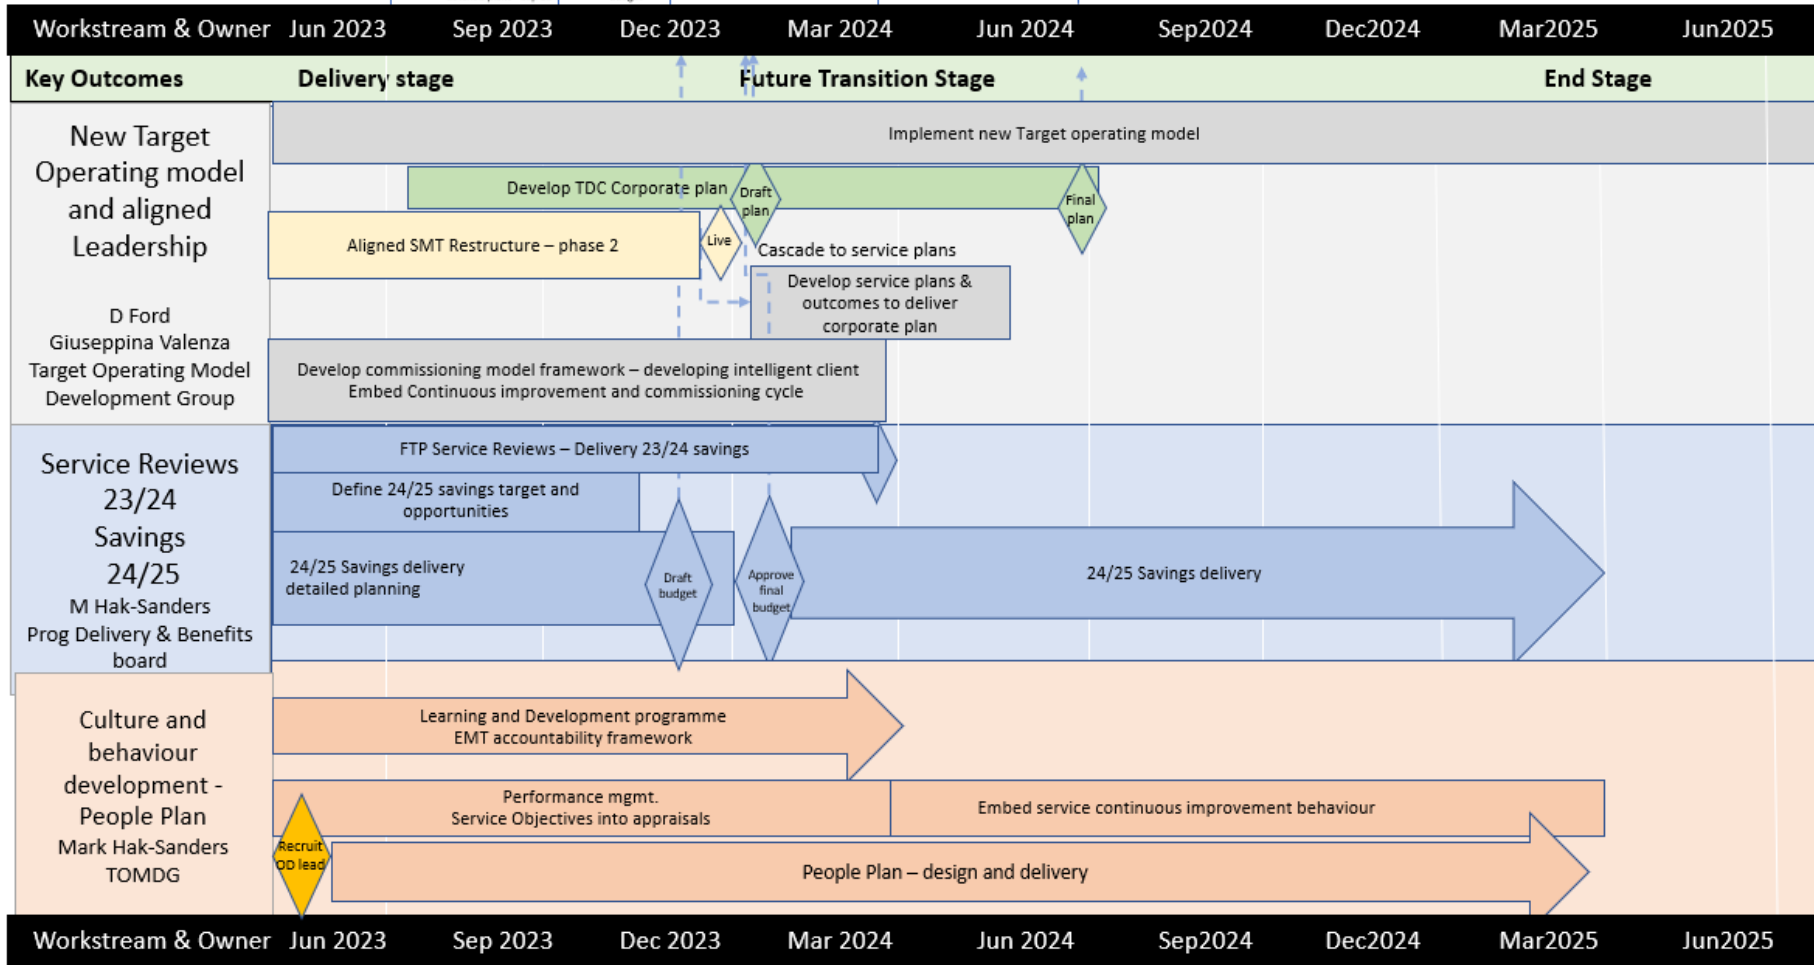 Workstream & Owner Jun 2023 Sep 2023 Dec 2023 Mar 2024 Jun 2024 Sep2024 Dec2024 Mar2025 Jun2025
Key Outcomes Delivery stage Future Transition Stage End Stage
New Target
Operating model
and aligned
Leadership
D Ford
Giuseppina Valenza
Target Operating Model
Development Group
Implement new Target operating model
Develop TDC Corporate plan
Draft
plan
Final
plan
Aligned SMT Restructure – phase 2
Live
Cascade to service plans
Develop service plans &
outcomes to deliver
corporate plan
Develop commissioning model framework – developing intelligent client
Embed Continuous improvement and commissioning cycle
Service Reviews
23/24
Savings
24/25
M Hak-Sanders
Prog Delivery & Benefits
board
FTP Service Reviews – Delivery 23/24 savings
Define 24/25 savings target and
opportunities
24/25 Savings delivery
detailed planning
Draft
budget
Approve
final
budget
24/25 Savings delivery
Culture and
behaviour
development -
People Plan
Mark Hak-Sanders
TOMDG
Learning and Development programme
EMT accountability framework
Performance mgmt.
Service Objectives into appraisals
Embed service continuous improvement behaviour
Recruit
OD lead
People Plan – design and delivery
Workstream & Owner Jun 2023 Sep 2023 Dec 2023 Mar 2024 Jun 2024 Sep2024 Dec2024 Mar2025 Jun2025